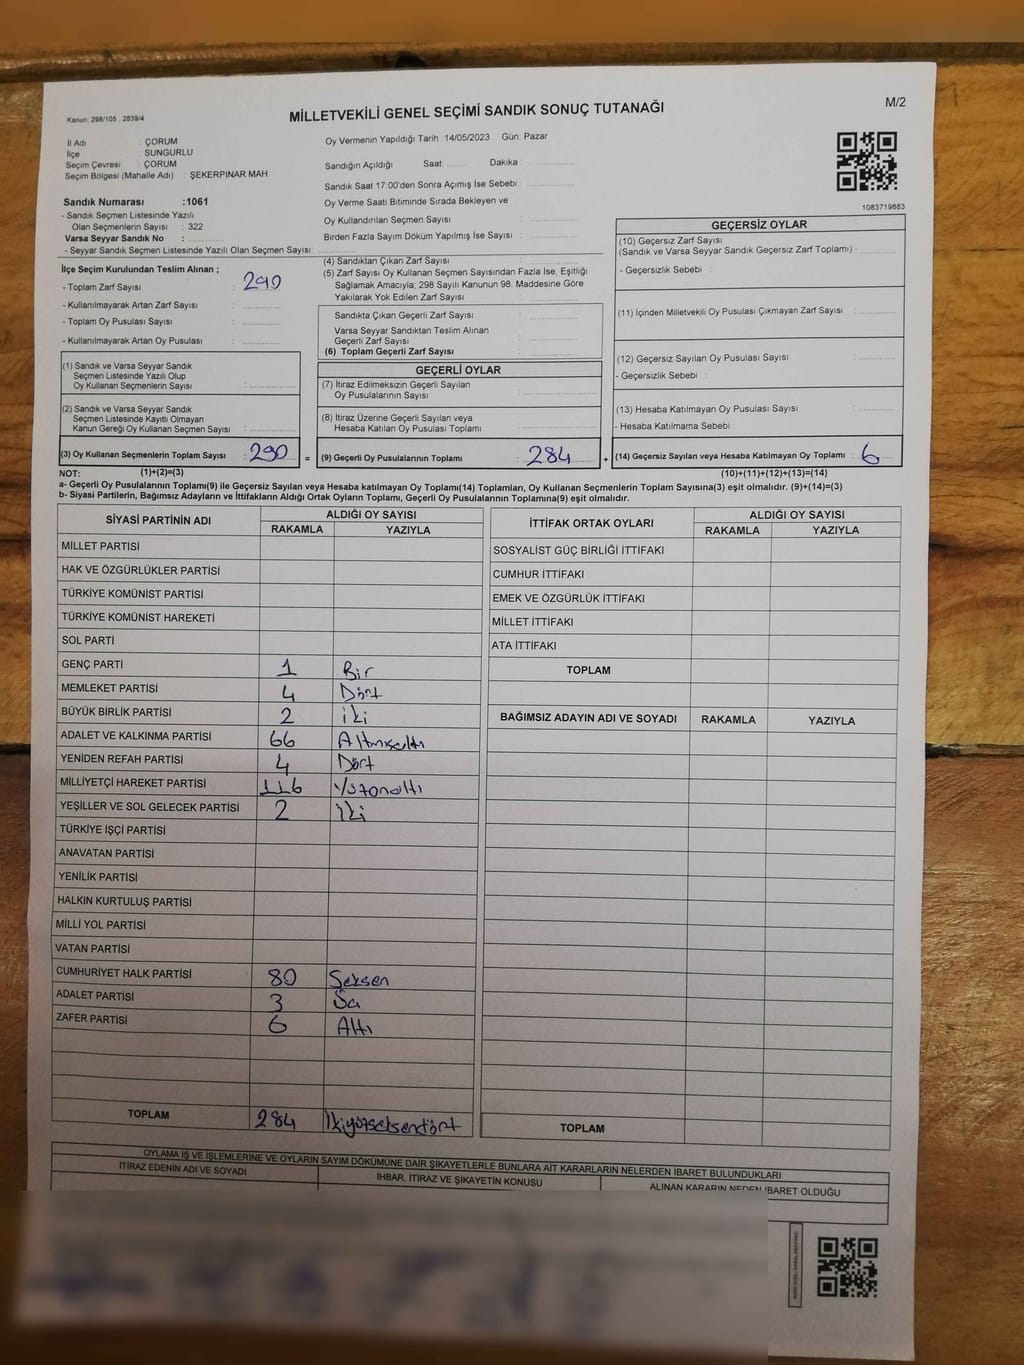 M/2
Kanun: 298/105 , 2839/4
MİLLETVEKİLİ GENEL SEÇİMİ SANDIK SONUÇ TUTANAĞI
İl Adı : ÇORUM
İlçe : SUNGURLU
Seçim Çevresi : ÇORUM
Seçim Bölgesi (Mahalle Adı) : ŞEKERPINAR MAH
Oy Vermenin Yapıldığı Tarih : 14/05/2023 Gün: Pazar
Sandığın Açıldığı Saat: Dakika :
Sandık Saat 17:00'den Sonra Açımış İse Sebebi :
Oy Verme Saati Bitiminde Sırada Bekleyen ve
Oy Kullandırılan Seçmen Sayısı :
Birden Fazla Sayım Döküm Yapılmış İse Sayısı :
1083719883
Sandık Numarası :1061
- Sandık Seçmen Listesinde Yazılı
Olan Seçmenlerin Sayısı : 322
Varsa Seyyar Sandık No :
- Seyyar Sandık Seçmen Listesinde Yazılı Olan Seçmen Sayısı:
İlçe Seçim Kurulundan Teslim Alınan ;
- Toplam Zarf Sayısı : 290
- Kullanılmayarak Artan Zarf Sayısı :
- Toplam Oy Pusulası Sayısı :
- Kullanılmayarak Artan Oy Pusulası :
(1) Sandık ve Varsa Seyyar Sandık
Seçmen Listesinde Yazılı Olup
Oy Kullanan Seçmenlerin Sayısı :
(2) Sandık ve Varsa Seyyar Sandık
Seçmen Listesinde Kayıtlı Olmayan
Kanun Gereği Oy Kullanan Seçmen Sayısı :
(3) Oy Kullanan Seçmenlerin Toplam Sayısı : 290
(4) Sandıktan Çıkan Zarf Sayısı :
(5) Zarf Sayısı Oy Kullanan Seçmen Sayısından Fazla İse, Eşitliği
Sağlamak Amacıyla; 298 Sayılı Kanunun 98. Maddesine Göre
Yakılarak Yok Edilen Zarf Sayısı :
Sandıkta Çıkan Geçerli Zarf Sayısı :
Varsa Seyyar Sandıktan Teslim Alınan
Geçerli Zarf Sayısı :
(6) Toplam Geçerli Zarf Sayısı :
GEÇERLİ OYLAR
(7) İtiraz Edilmeksizin Geçerli Sayılan
Oy Pusulalarının Sayısı :
(8) İtiraz Üzerine Geçerli Sayılan veya
Hesaba Katılan Oy Pusulası Toplamı :
= (9) Geçerli Oy Pusulalarının Toplamı : 284
GEÇERSİZ OYLAR
(10) Geçersiz Zarf Sayısı
(Sandık ve Varsa Seyyar Sandık Geçersiz Zarf Toplamı) :
- Geçersizlik Sebebi :
(11) İçinden Milletvekili Oy Pusulası Çıkmayan Zarf Sayısı :
(12) Geçersiz Sayılan Oy Pusulası Sayısı :
- Geçersizlik Sebebi :
(13) Hesaba Katılmayan Oy Pusulası Sayısı :
- Hesaba Katılmama Sebebi :
+ (14) Geçersiz Sayılan veya Hesaba Katılmayan Oy Toplamı : 6
NOT: (1)+(2)=(3) (10)+(11)+(12)+(13)=(14)
a- Geçerli Oy Pusulalarının Toplamı(9) ile Geçersiz Sayılan veya Hesaba katılmayan Oy Toplamı(14) Toplamları, Oy Kullanan Seçmenlerin Toplam Sayısına(3) eşit olmalıdır. (9)+(14)=(3)
b- Siyasi Partilerin, Bağımsız Adayların ve İttifakların Aldığı Ortak Oyların Toplamı, Geçerli Oy Pusulalarının Toplamına(9) eşit olmalıdır.
SİYASİ PARTİNİN ADI ALDIĞI OY SAYISI
RAKAMLA YAZIYLA
MİLLET PARTİSİ
HAK VE ÖZGÜRLÜKLER PARTİSİ
TÜRKİYE KOMÜNİST PARTİSİ
TÜRKİYE KOMÜNİST HAREKETİ
SOL PARTİ
GENÇ PARTİ 1 Bir
MEMLEKET PARTİSİ 4 Dört
BÜYÜK BİRLİK PARTİSİ 2 iki
ADALET VE KALKINMA PARTİSİ 66 Altmışaltı
YENİDEN REFAH PARTİSİ 4 Dört
MİLLİYETÇİ HAREKET PARTİSİ 116 Yüzonaltı
YEŞİLLER VE SOL GELECEK PARTİSİ 2 iki
TÜRKİYE İŞÇİ PARTİSİ
ANAVATAN PARTİSİ
YENİLİK PARTİSİ
HALKIN KURTULUŞ PARTİSİ
MİLLİ YOL PARTİSİ
VATAN PARTİSİ
CUMHURİYET HALK PARTİSİ 80 Seksen
ADALET PARTİSİ 3 Üç
ZAFER PARTİSİ 6 Altı
TOPLAM 284 İkiyüzseksendört
İTTİFAK ORTAK OYLARI ALDIĞI OY SAYISI
RAKAMLA YAZIYLA
SOSYALİST GÜÇ BİRLİĞİ İTTİFAKI
CUMHUR İTTİFAKI
EMEK VE ÖZGÜRLÜK İTTİFAKI
MİLLET İTTİFAKI
ATA İTTİFAKI
TOPLAM
BAĞIMSIZ ADAYIN ADI VE SOYADI RAKAMLA YAZIYLA
TOPLAM
OYLAMA İŞ VE İŞLEMLERİNE VE OYLARIN SAYIM DÖKÜMÜNE DAİR ŞİKAYETLERLE BUNLARA AİT KARARLARIN NELERDEN İBARET BULUNDUKLARI
İTİRAZ EDENİN ADI VE SOYADI İHBAR, İTİRAZ VE ŞİKAYETİN KONUSU ALINAN KARARIN NEDEN İBARET OLDUĞU